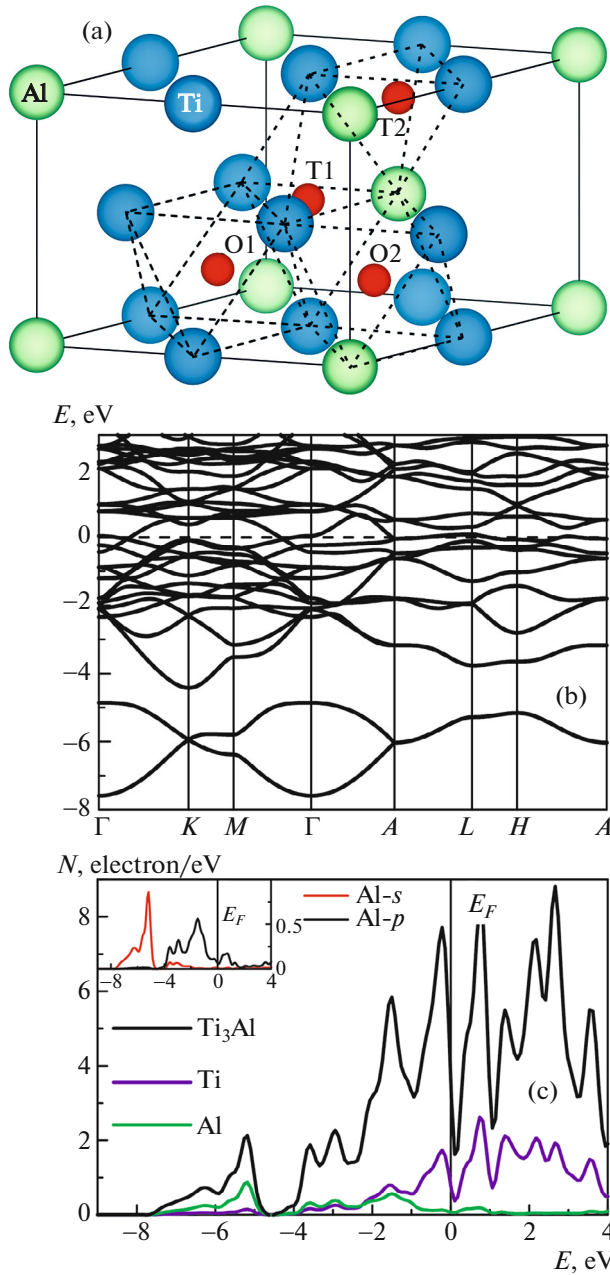 (a)
Al
Ti
T2
T1
O1
O2
E, eV
2
0
−2
−4
−6
−8
(b)
Γ
K
M
Γ
A
L
H
A
N, electron/eV
8
6
4
2
0
E_F
0.5
0
−8
−4
0
4
Al-s
Al-p
E_F
Ti₃Al
Ti
Al
(c)
−8
−6
−4
−2
0
2
4
E, eV